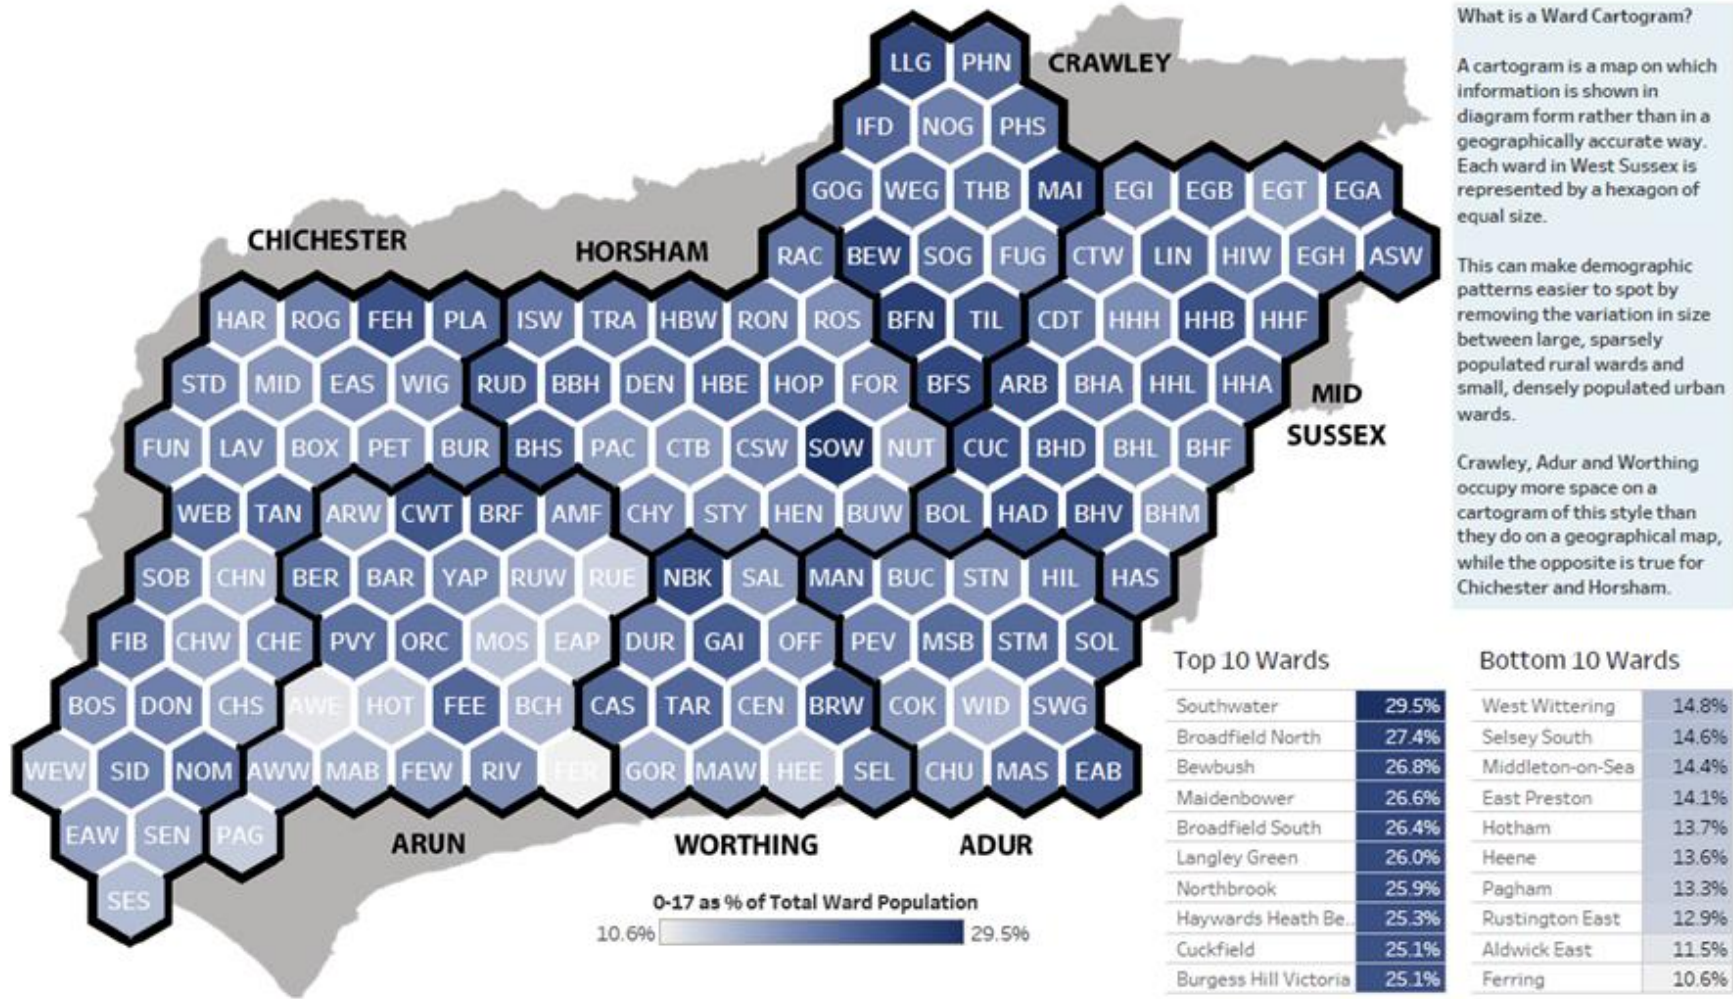 What is a Ward Cartogram?
A cartogram is a map on which
information is shown in
diagram form rather than in a
geographically accurate way.
Each ward in West Sussex is
represented by a hexagon of
equal size.
This can make demographic
patterns easier to spot by
removing the variation in size
between large, sparsely
populated rural wards and
small, densely populated urban
wards.
Crawley, Adur and Worthing
occupy more space on a
cartogram of this style than
they do on a geographical map,
while the opposite is true for
Chichester and Horsham.
LLG PHN CRAWLEY
IFD NOG PHS
GOG WEG THB MAI EGI EGB EGT EGA
CHICHESTER HORSHAM RAC BEW SOG FUG CTW LIN HIW EGH ASW
HAR ROG FEH PLA ISW TRA HBW RON ROS BFN TIL CDT HHH HHB HHF
STD MID EAS WIG RUD BBH DEN HBE HOP FOR BFS ARB BHA HHL HHA
MID
SUSSEX
FUN LAV BOX PET BUR BHS PAC CTB CSW SOW NUT CUC BHD BHL BHF
WEB TAN ARW CWT BRF AMF CHY STY HEN BUW BOL HAD BHV BHM
SOB CHN BER BAR YAP RUW RUE NBK SAL MAN BUC STN HIL HAS
FIB CHW CHE PVY ORC MOS EAP DUR GAI OFF PEV MSB STM SOL
BOS DON CHS AWE HOT FEE BCH CAS TAR CEN BRW COK WID SWG
WEW SID NOM AWW MAB FEW RIV FER GOR MAW HEE SEL CHU MAS EAB
EAW SEN PAG
ARUN WORTHING ADUR
SES
0-17 as % of Total Ward Population
10.6% 29.5%
Top 10 Wards
Southwater 29.5%
Broadfield North 27.4%
Bewbush 26.8%
Maidenbower 26.6%
Broadfield South 26.4%
Langley Green 26.0%
Northbrook 25.9%
Haywards Heath Be.. 25.3%
Cuckfield 25.1%
Burgess Hill Victoria 25.1%
Bottom 10 Wards
West Wittering 14.8%
Selsey South 14.6%
Middleton-on-Sea 14.4%
East Preston 14.1%
Hotham 13.7%
Heene 13.6%
Pagham 13.3%
Rustington East 12.9%
Aldwick East 11.5%
Ferring 10.6%